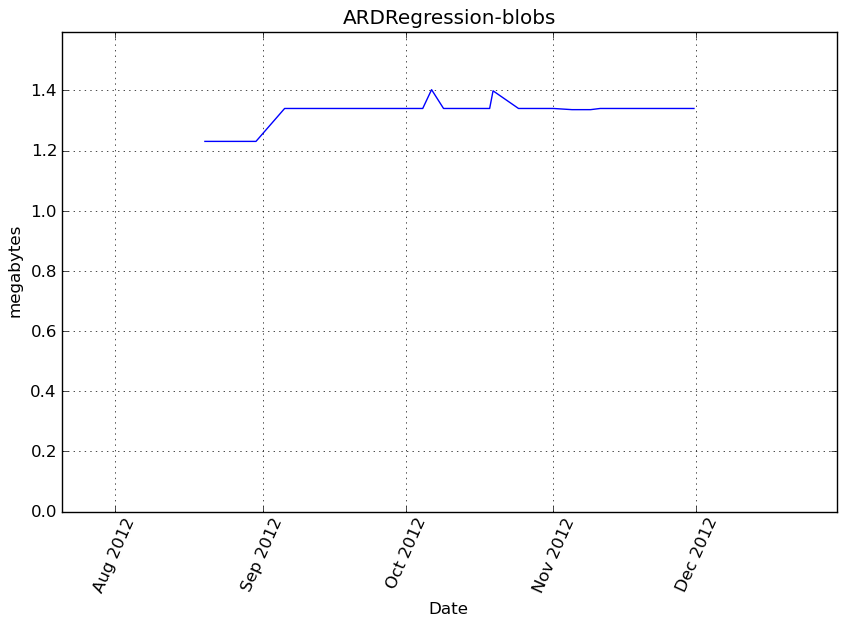 ARDRegression-blobs
megabytes
1.4
1.2
1.0
0.8
0.6
0.4
0.2
0.0
Aug 2012
Sep 2012
Oct 2012
Nov 2012
Dec 2012
Date